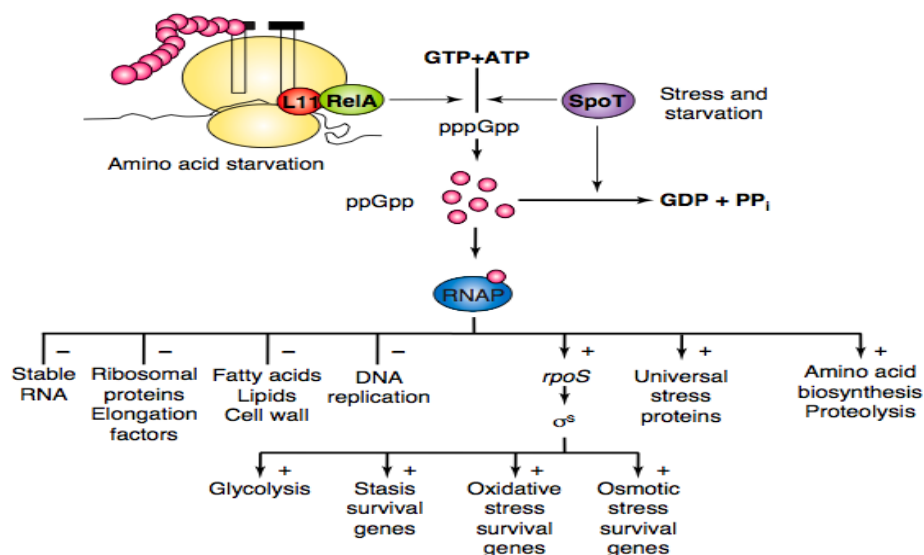 GTP+ATP
L11 RelA
SpoT
Stress and
starvation
pppGpp
Amino acid starvation
ppGpp
GDP + PPi
RNAP
– – – – + + +
Stable
RNA
Ribosomal
proteins
Elongation
factors
Fatty acids
Lipids
Cell wall
DNA
replication
rpoS
Universal
stress
proteins
Amino acid
biosynthesis
Proteolysis
σs
+ + + +
Glycolysis
Stasis
survival
genes
Oxidative
stress
survival
genes
Osmotic
stress
survival
genes